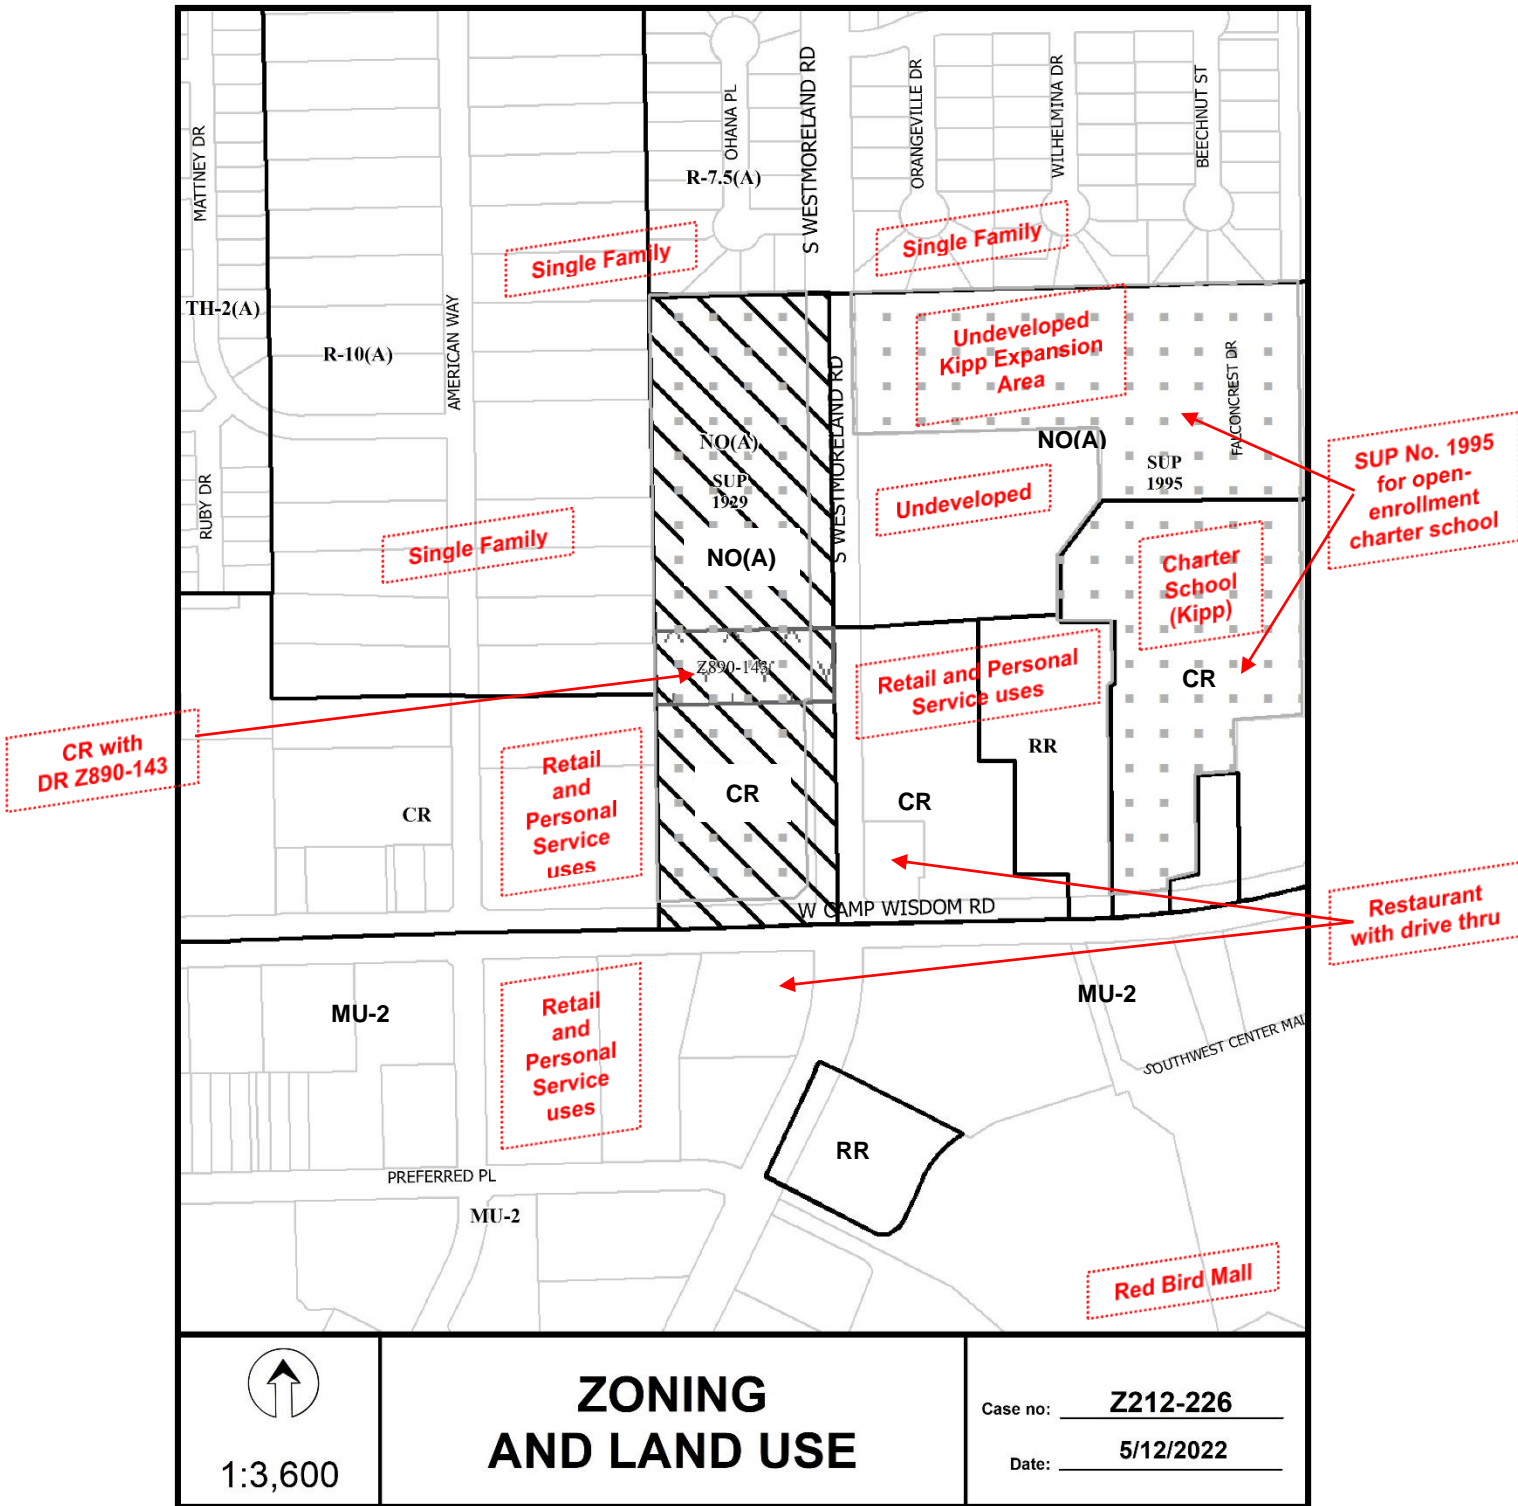 MATTNEY DR
OHANA PL
S WESTMORELAND RD
ORANGEVILLE DR
WILHELMINA DR
BEECHNUT ST
R-7.5(A)
Single Family
Single Family
TH-2(A)
R-10(A)
AMERICAN WAY
Undeveloped
Kipp Expansion
Area
FALCONCREST DR
S WESTMORELAND RD
NO(A)
NO(A)
SUP
1929
SUP
1995
SUP No. 1995
for open-
enrollment
charter school
RUBY DR
Undeveloped
Single Family
NO(A)
Charter
School
(Kipp)
Z890-143
Retail and Personal
Service uses
CR
CR with
DR Z890-143
RR
Retail
and
Personal
Service
uses
CR
CR
CR
W CAMP WISDOM RD
Restaurant
with drive thru
MU-2
Retail
and
Personal
Service
uses
MU-2
SOUTHWEST CENTER MAL
RR
PREFERRED PL
MU-2
Red Bird Mall
1:3,600
ZONING
AND LAND USE
Case no: Z212-226
Date: 5/12/2022